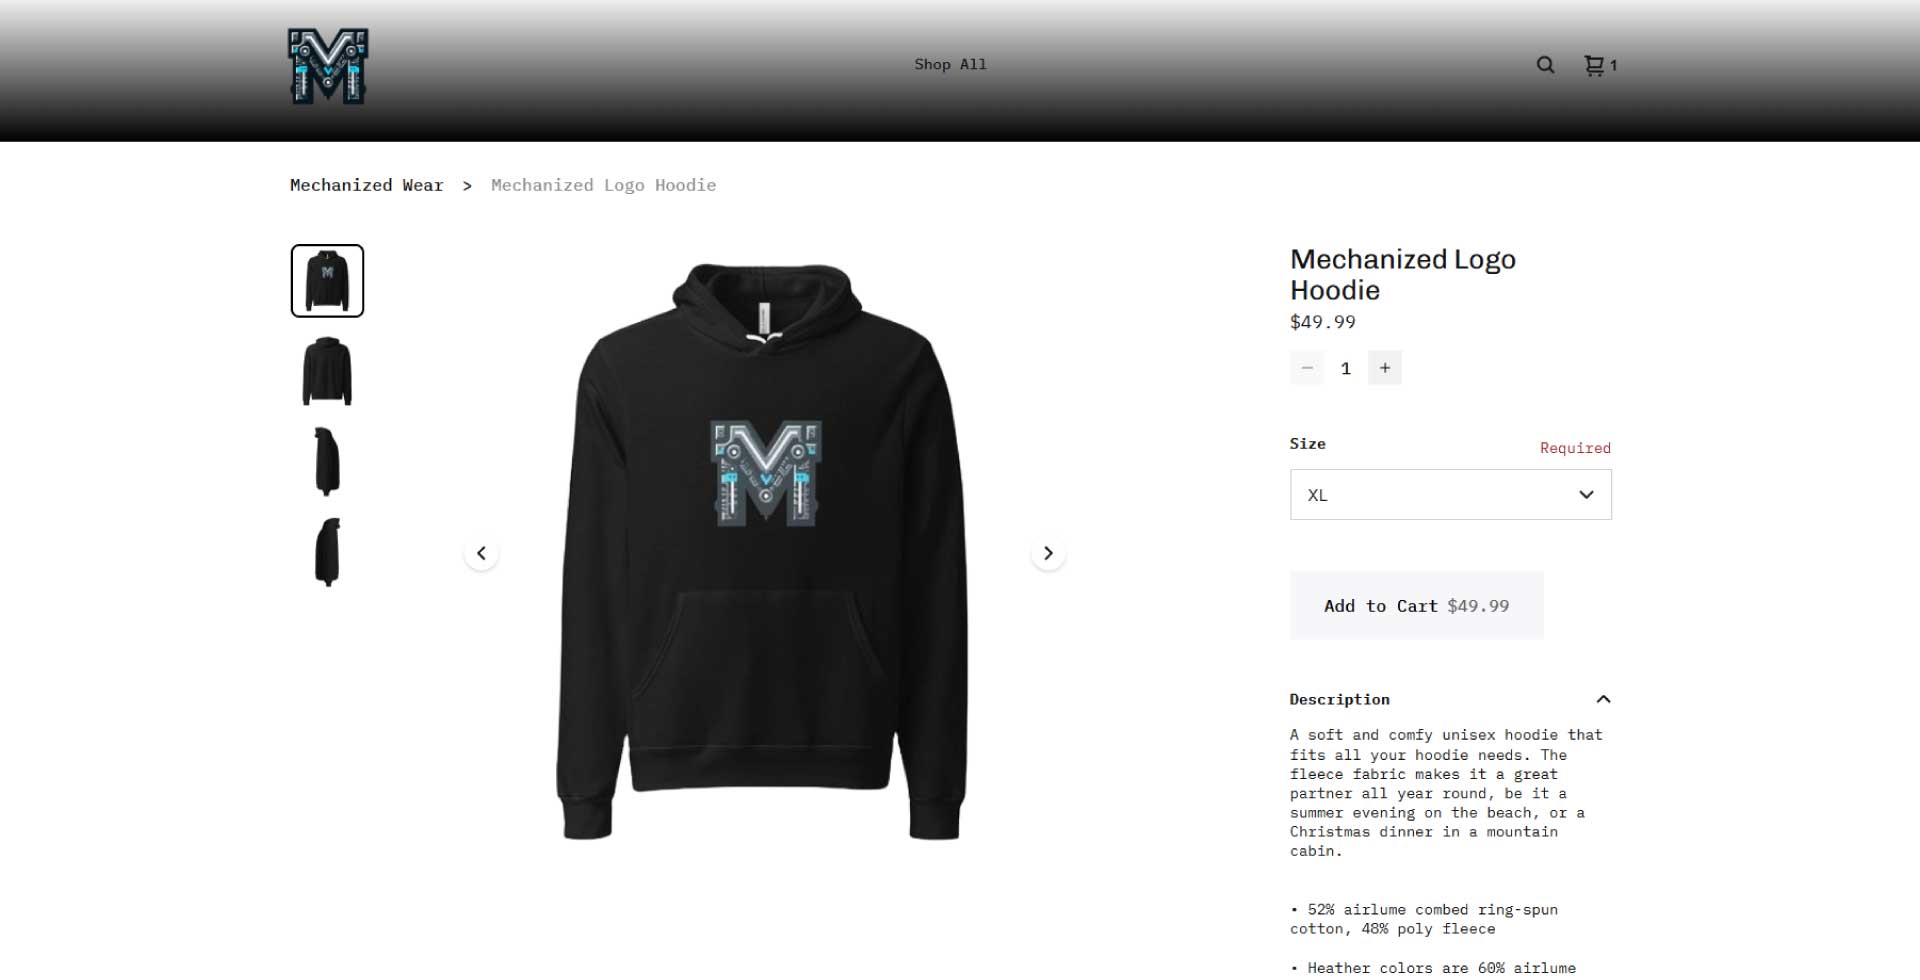 M
Shop All
1
Mechanized Wear > Mechanized Logo Hoodie
M
Mechanized Logo
Hoodie
$49.99
− 1 +
Size
Required
XL
Add to Cart $49.99
Description
A soft and comfy unisex hoodie that
fits all your hoodie needs. The
fleece fabric makes it a great
partner all year round, be it a
summer evening on the beach, or a
Christmas dinner in a mountain
cabin.
• 52% airlume combed ring-spun
cotton, 48% poly fleece
• Heather colors are 60% airlume